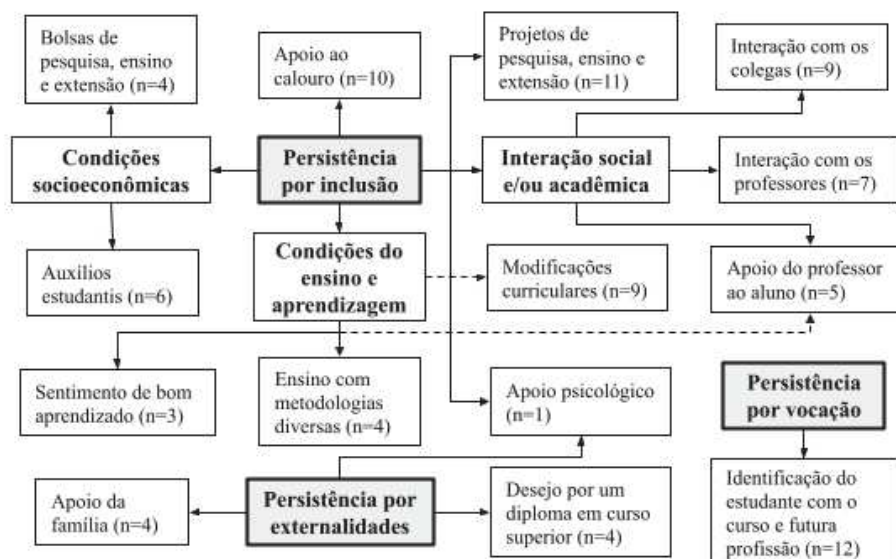 Bolsas de
pesquisa, ensino
e extensão (n=4)
Apoio ao
calouro (n=10)
Projetos de
pesquisa, ensino e
extensão (n=11)
Interação com os
colegas (n=9)
Condições
socioeconômicas
Persistência
por inclusão
Interação social
e/ou acadêmica
Interação com os
professores (n=7)
Auxílios
estudantis (n=6)
Condições do
ensino e
aprendizagem
Modificações
curriculares (n=9)
Apoio do professor
ao aluno (n=5)
Sentimento de bom
aprendizado (n=3)
Ensino com
metodologias
diversas (n=4)
Apoio psicológico
(n=1)
Persistência
por vocação
Apoio da
família (n=4)
Persistência por
externalidades
Desejo por um
diploma em curso
superior (n=4)
Identificação do
estudante com o
curso e futura
profissão (n=12)